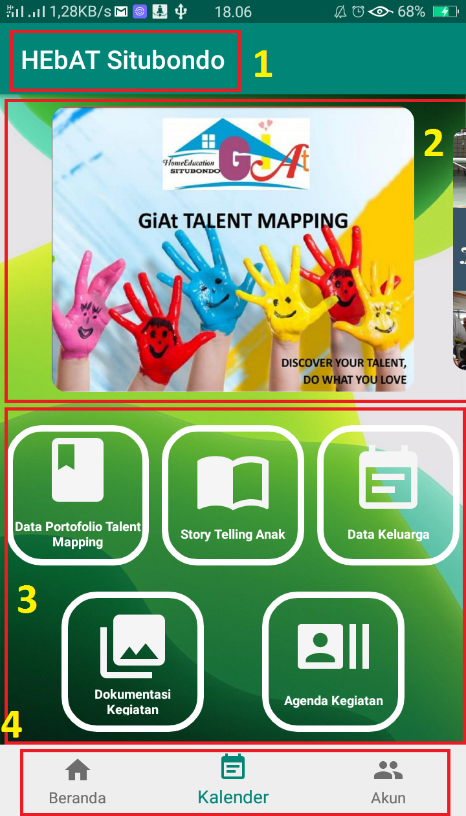 1,28KB/s 18.06 68%
HEbAT Situbondo 1
2
HomeEducation
SITUBONDO
GiAt
GiAt TALENT MAPPING
DISCOVER YOUR TALENT,
DO WHAT YOU LOVE
Data Portofolio Talent
Mapping
Story Telling Anak
Data Keluarga
3
Dokumentasi
Kegiatan
Agenda Kegiatan
4
Beranda
Kalender
Akun